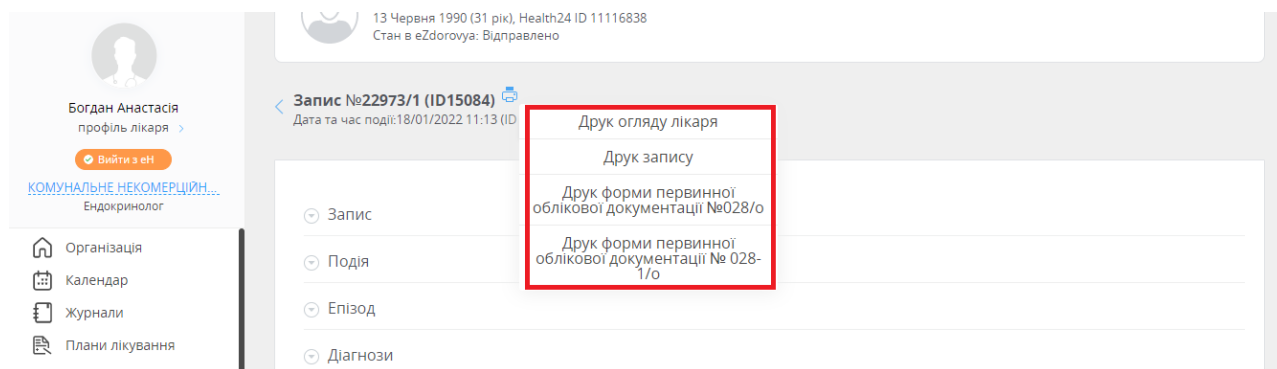 13 Червня 1990 (31 рік), Health24 ID 11116838
Стан в eZdorovya: Відправлено
Богдан Анастасія
профіль лікаря
Вийти з eH
КОМУНАЛЬНЕ НЕКОМЕРЦІЙН...
Ендокринолог
Організація
Календар
Журнали
Плани лікування
Запис №22973/1 (ID15084)
Дата та час події:18/01/2022 11:13 (ID
Друк огляду лікаря
Друк запису
Друк форми первинної
облікової документації №028/о
Друк форми первинної
облікової документації № 028-
1/о
Запис
Подія
Епізод
Діагнози